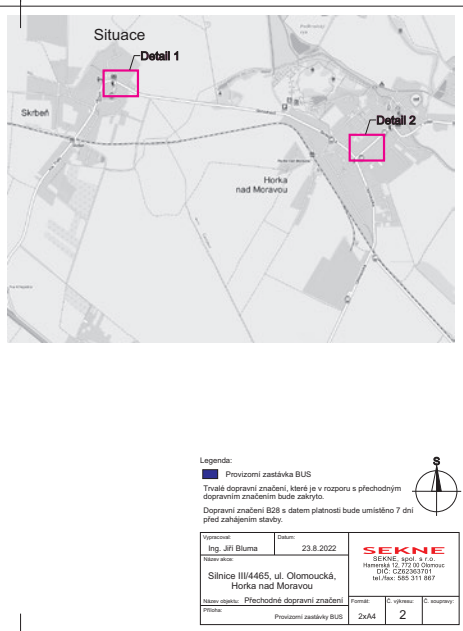 Situace
Detail 1
Detail 2
Skrbeň
Horka
nad Moravou
Legenda:
Provizorní zastávka BUS
Trvalé dopravní značení, které je v rozporu s přechodným
dopravním značením bude zakryto.
Dopravní značení B28 s datem platnosti bude umístěno 7 dní
před zahájením stavby.
S
Vypracoval:
Ing. Jiří Bluma
Datum:
23.8.2022
Název akce:
Silnice III/4465, ul. Olomoucká,
Horka nad Moravou
Název objektu: Přechodné dopravní značení
Příloha:
Provizorní zastávky BUS
SEKNE
SEKNE, spol. s r.o.
Hamerská 12, 772 00 Olomouc
DIČ: CZ62363701
tel./fax: 585 311 867
Formát:
2xA4
Č. výkresu:
2
Č. soupravy: